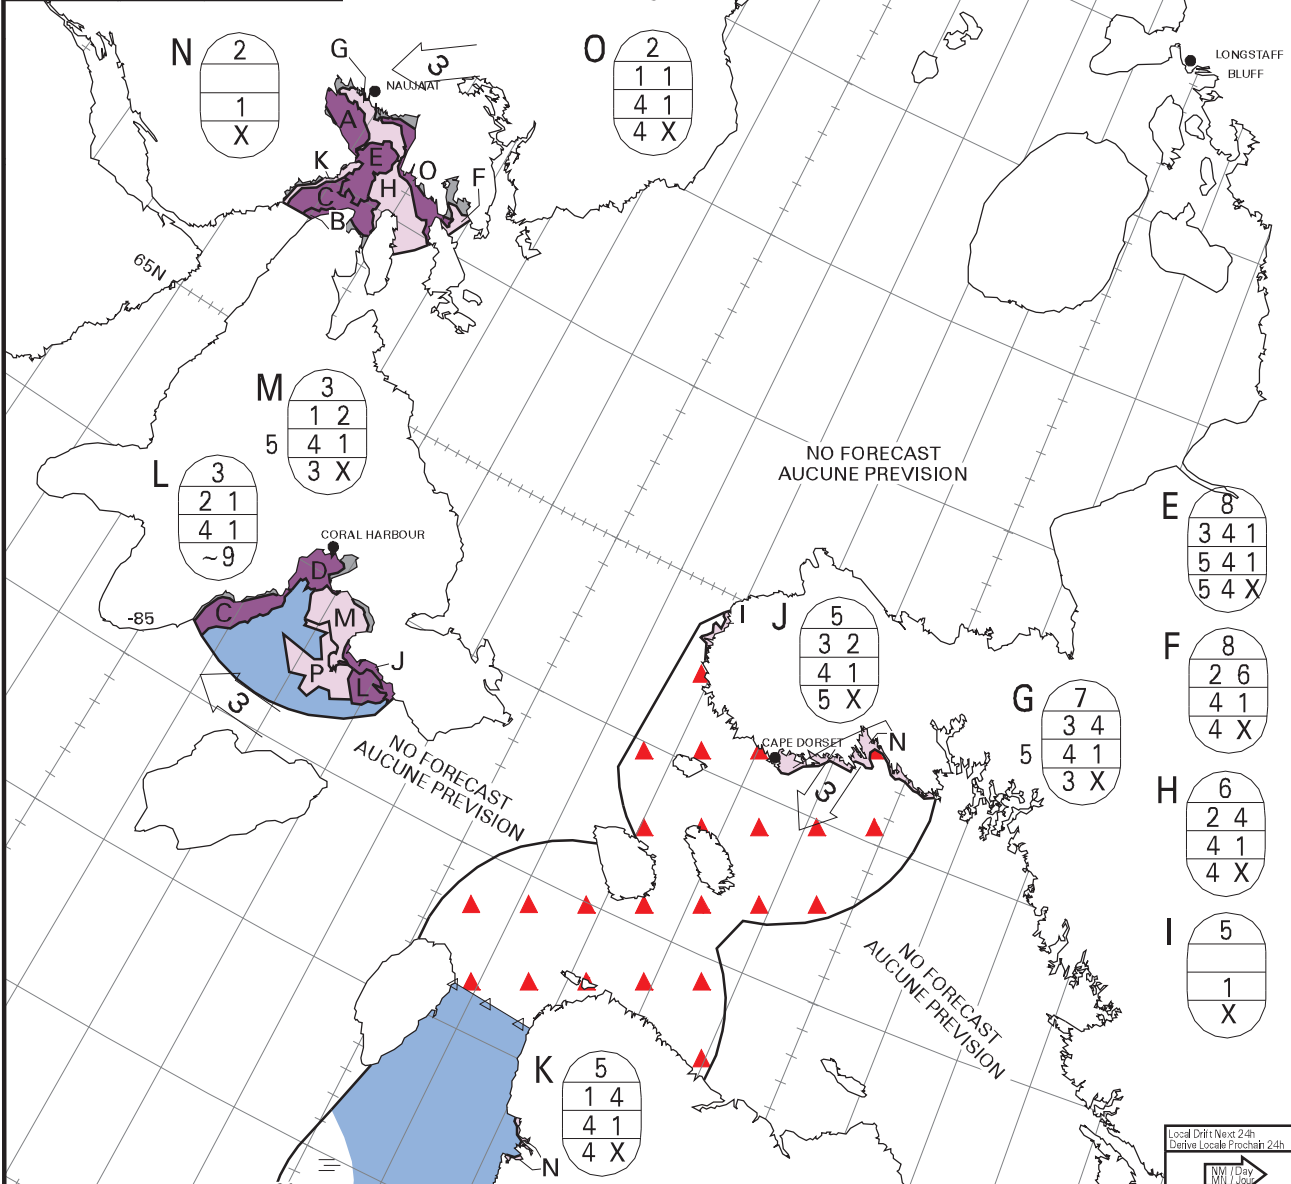 N
2
1
X
G
3
NAUJAAT
O
2
1 1
4 1
4 X
LONGSTAFF
BLUFF
A
K
E
O
F
C
H
B
65N
M
3
1 2
5 4 1
3 X
NO FORECAST
AUCUNE PREVISION
L
3
2 1
4 1
~9
CORAL HARBOUR
D
C
M
-85
P
J
L
3
NO FORECAST
AUCUNE PREVISION
E
8
3 4 1
5 4 1
5 4 X
I
J
5
3 2
4 1
5 X
F
8
2 6
4 1
4 X
G
7
3 4
5 4 1
3 X
CAPE DORSET
N
3
H
6
2 4
4 1
4 X
I
5
1
X
NO FORECAST
AUCUNE PREVISION
K
5
1 4
4 1
4 X
N
Local Drift Next 24h
Derive Locale Prochain 24h
NM / Day
MN / Jour